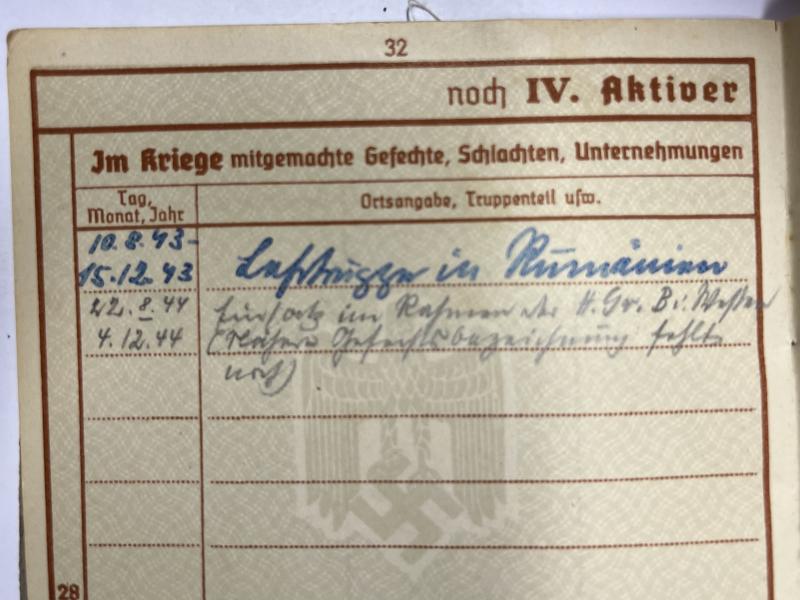 32
noch IV. Aktiver
Im Kriege mitgemachte Gefechte, Schlachten, Unternehmungen
Tag, Monat, Jahr
Ortsangabe, Truppenteil usw.
10.8.43-
15.12.43 Lehrtruppe in Rumänien
22.8.44 Einsatz im Rahmen der H.Gr. B i. Westen
4.12.44 (Nähere Gefechtsbezeichnung fehlt
noch)
28